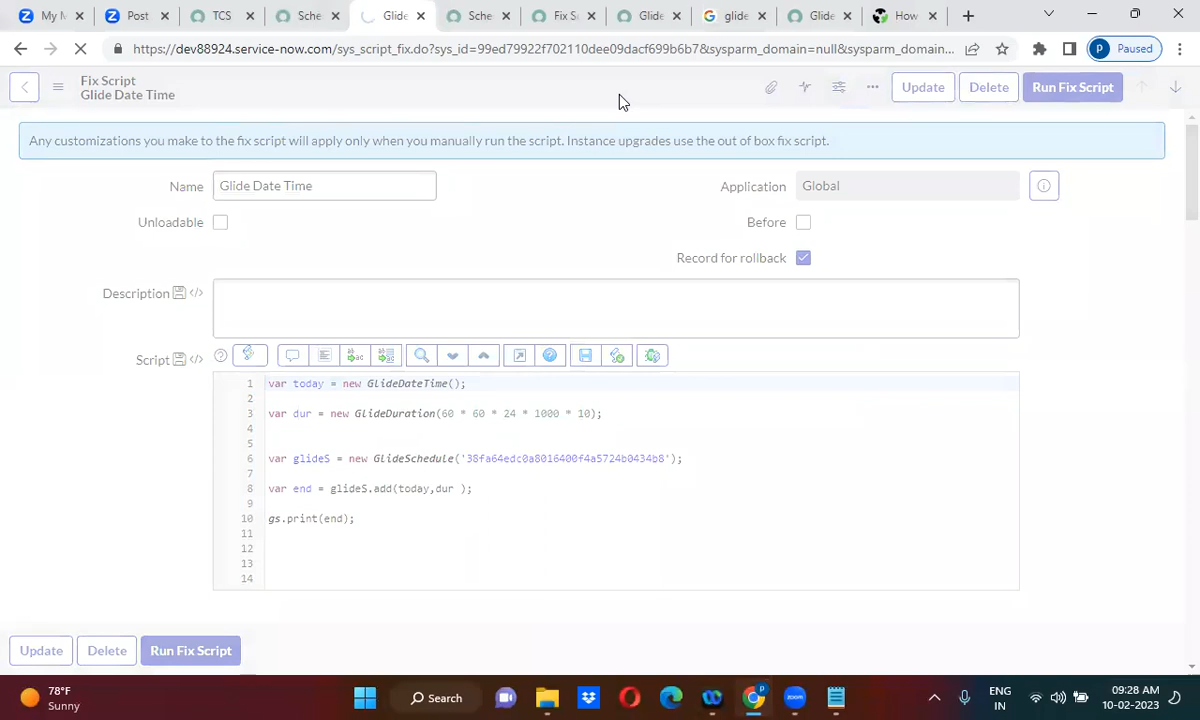 My M
Post
TCS
Sche
Glide
Sche
Fix S
Glide
glide
Glide
How
https://dev88924.service-now.com/sys_script_fix.do?sys_id=99ed79922f702110dee09dacf699b6b7&sysparm_domain=null&sysparm_domain...
P Paused
Fix Script
Glide Date Time
Update
Delete
Run Fix Script
Any customizations you make to the fix script will apply only when you manually run the script. Instance upgrades use the out of box fix script.
Name Glide Date Time
Application Global
Unloadable
Before
Record for rollback
Description
Script
1 var today = new GlideDateTime();
2
3 var dur = new GlideDuration(60 * 60 * 24 * 1000 * 10);
4
5
6 var glideS = new GlideSchedule('38fa64edc0a8016400f4a5724b0434b8');
7
8 var end = glideS.add(today,dur );
9
10 gs.print(end);
11
12
13
14
Update
Delete
Run Fix Script
78°F
Sunny
Search
ENG
IN
09:28 AM
10-02-2023